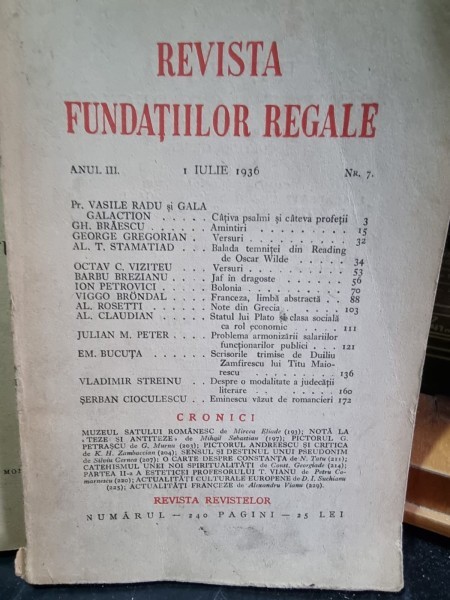 REVISTA
FUNDAȚIILOR REGALE
ANUL III. 1 IULIE 1936 Nr. 7.
Pr. VASILE RADU și GALA
GALACTION . . . . . Câțiva psalmi și câteva profeții 3
GH. BRĂESCU . . . . . Amintiri . . . . . 15
GEORGE GREGORIAN . Versuri . . . . . 32
AL. T. STAMATIAD . . . Balada temniței din Reading
de Oscar Wilde . . . . 34
OCTAV C. VIZITEU . . . Versuri . . . . . 53
BARBU BREZIANU . . . Jaf în dragoste . . . . . 56
ION PETROVICI . . . . Bolonia . . . . . 70
VIGGO BRÖNDAL . . . . Franceza, limbă abstractă . 88
AL. ROSETTI . . . . . Note din Grecia . . . . 103
AL. CLAUDIAN . . . . . Statul lui Plato și clasa socială
ca rol economic . . . . 111
JULIAN M. PETER . . . . Problema armonizării salariilor
funcționarilor publici . . . 121
EM. BUCUȚA . . . . . Scrisorile trimise de Duiliu
Zamfirescu lui Titu Maio-
rescu . . . . . 136
VLADIMIR STREINU . . Despre o modalitate a judecății
literare . . . . . 160
ȘERBAN CIOCULESCU . . Eminescu văzut de romancieri 172
CRONICI
MUZEUL SATULUI ROMÂNESC de Mircea Eliade (193); NOTĂ LA
«TEZE ȘI ANTITEZE» de Mihail Sebastian (197); PICTORUL G.
PETRAȘCU de G. Murnu (203); PICTORUL ANDREESCU ȘI CRITICA
de K. H. Zambaccian (204); SENSUL ȘI DESTINUL UNUI PSEUDONIM
de Silviu Cernea (207); O CARTE DESPRE CONSTANȚA de N. Țațu (211);
CATEHISMUL UNEI NOI SPIRITUALITĂȚI de Const. Georgiade (214);
PARTEA II-a A ESTETICEI PROFESORULUI T. VIANU de Petru Co-
marnescu (220); ACTUALITĂȚI CULTURALE EUROPENE de D. I. Suchianu
(225); ACTUALITĂȚI FRANCEZE de Alexandru Vianu (229).
REVISTA REVISTELOR
NUMĂRUL — 240 PAGINI — 25 LEI